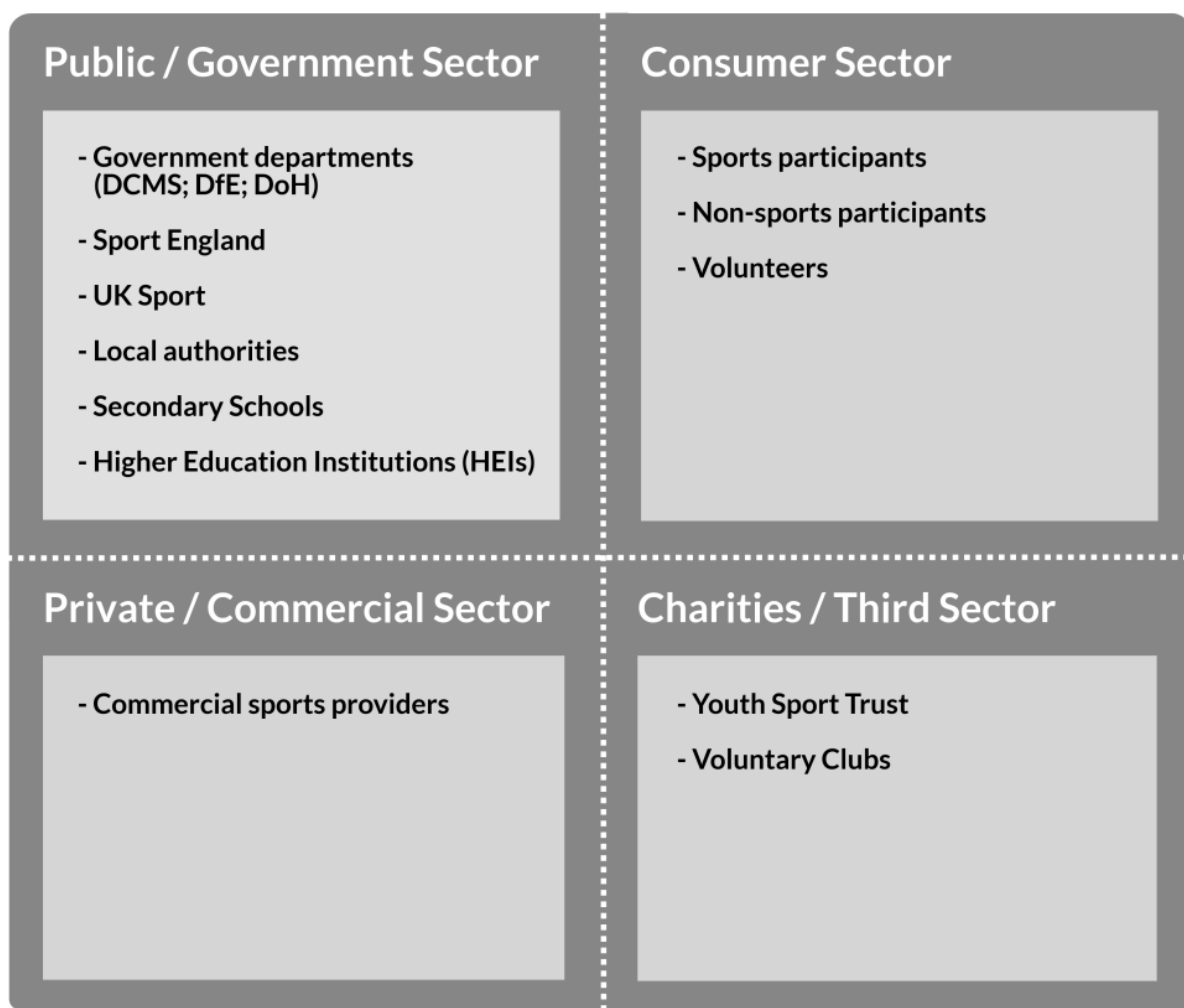 Public / Government Sector
- Government departments
(DCMS; DfE; DoH)
- Sport England
- UK Sport
- Local authorities
- Secondary Schools
- Higher Education Institutions (HEIs)
Consumer Sector
- Sports participants
- Non-sports participants
- Volunteers
Private / Commercial Sector
- Commercial sports providers
Charities / Third Sector
- Youth Sport Trust
- Voluntary Clubs